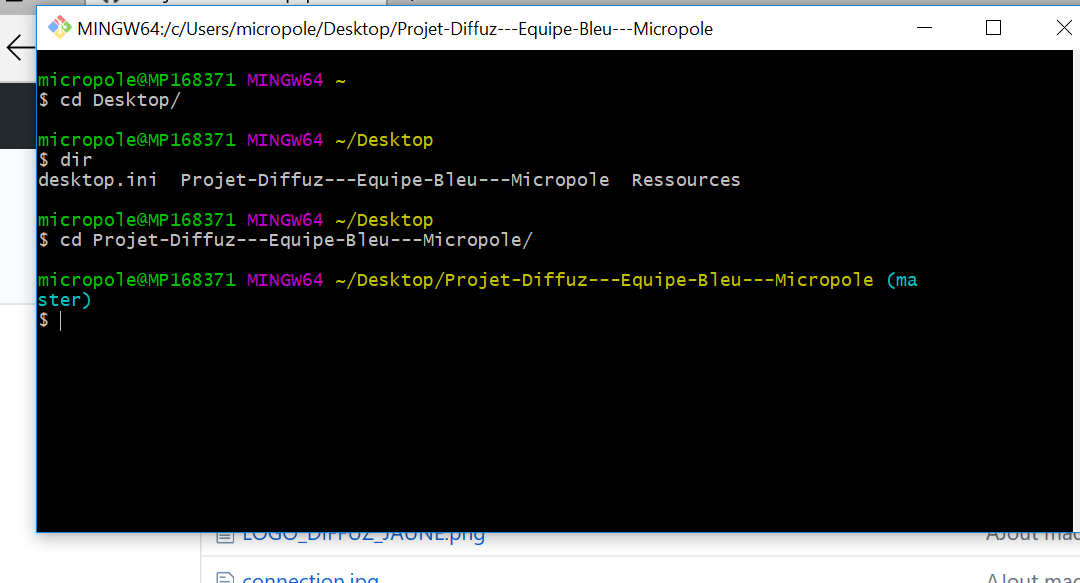 MINGW64:/c/Users/micropole/Desktop/Projet-Diffuz---Equipe-Bleu---Micropole
micropole@MP168371 MINGW64 ~
$ cd Desktop/
micropole@MP168371 MINGW64 ~/Desktop
$ dir
desktop.ini  Projet-Diffuz---Equipe-Bleu---Micropole  Ressources
micropole@MP168371 MINGW64 ~/Desktop
$ cd Projet-Diffuz---Equipe-Bleu---Micropole/
micropole@MP168371 MINGW64 ~/Desktop/Projet-Diffuz---Equipe-Bleu---Micropole (ma
ster)
$
LOGO_DIFFUZ_JAUNE.png AJout mac
connection.jpg AJout mac